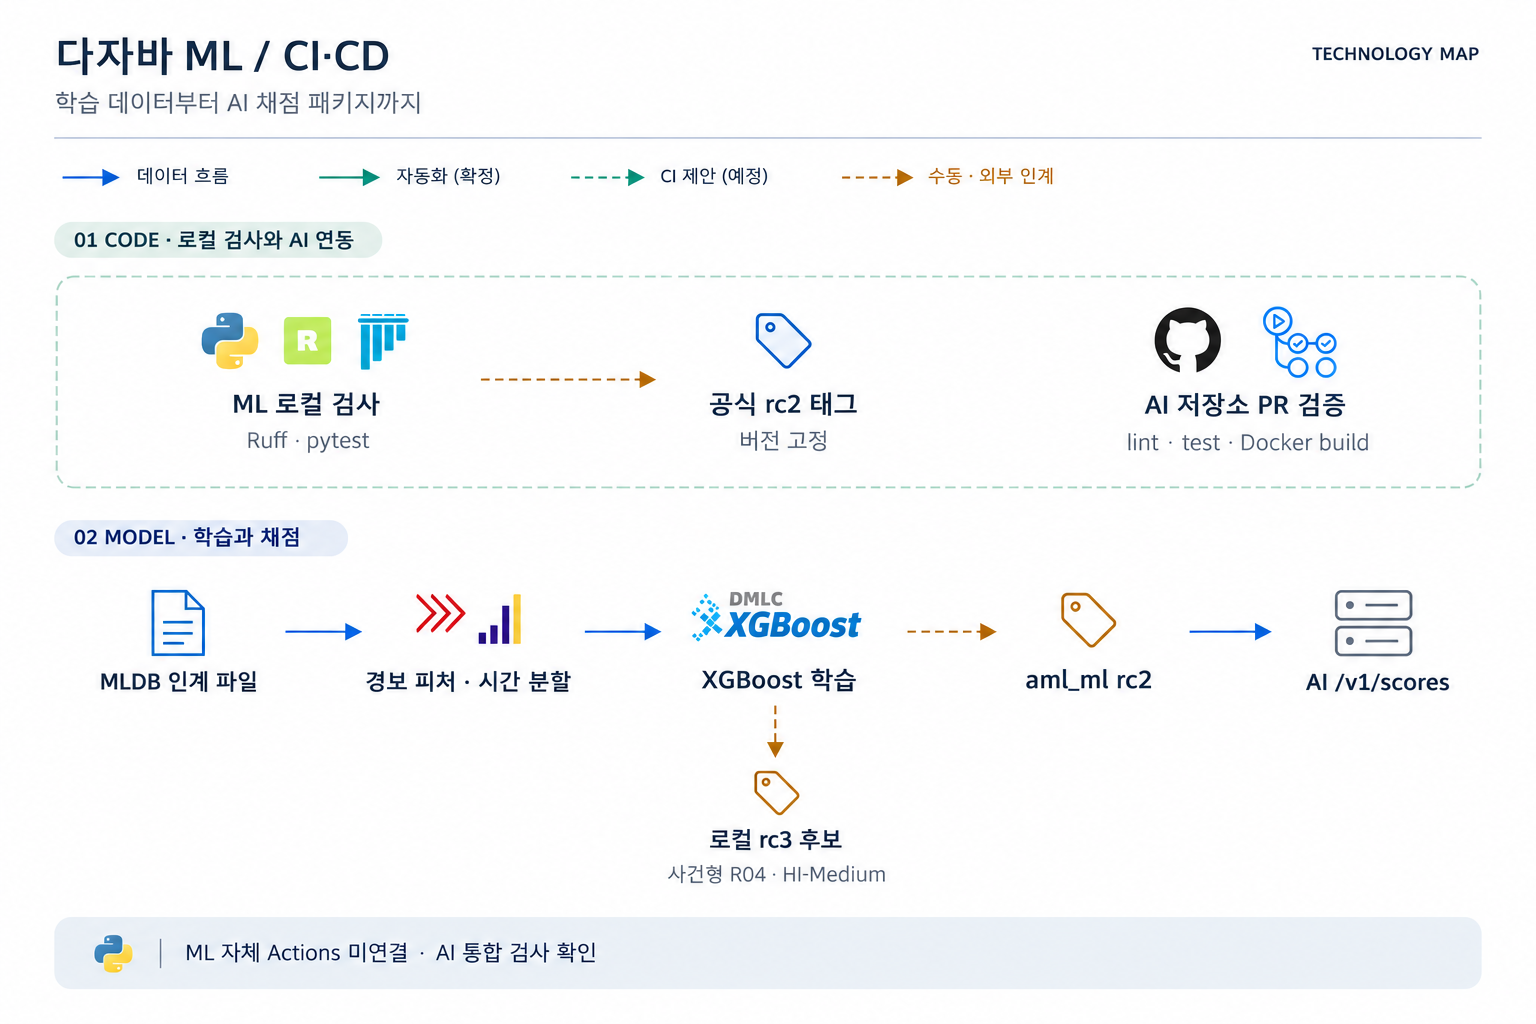 다자바 ML / CI·CD
TECHNOLOGY MAP
학습 데이터부터 AI 채점 패키지까지
데이터 흐름
자동화 (확정)
CI 제안 (예정)
수동 · 외부 인계
01 CODE · 로컬 검사와 AI 연동
R
ML 로컬 검사
Ruff · pytest
공식 rc2 태그
버전 고정
AI 저장소 PR 검증
lint · test · Docker build
02 MODEL · 학습과 채점
DMLC
XGBoost
MLDB 인계 파일
경보 피처 · 시간 분할
XGBoost 학습
aml_ml rc2
AI /v1/scores
로컬 rc3 후보
사건형 R04 · HI-Medium
ML 자체 Actions 미연결 · AI 통합 검사 확인